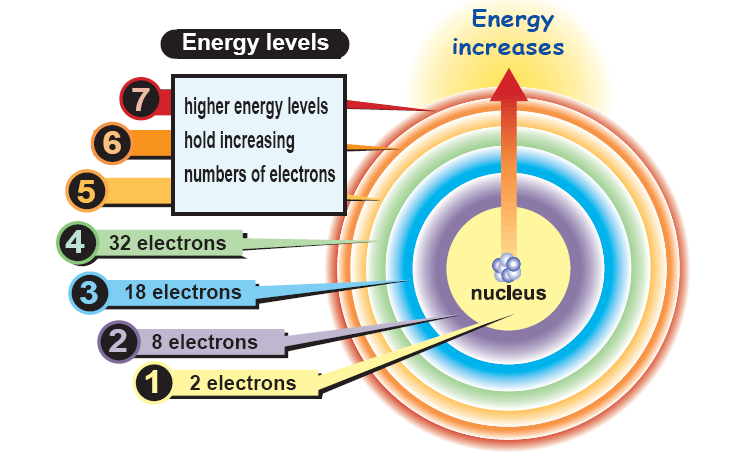 Energy
increases
Energy levels
7
higher energy levels
hold increasing
numbers of electrons
6
5
4
32 electrons
3
18 electrons
2
8 electrons
1
2 electrons
nucleus